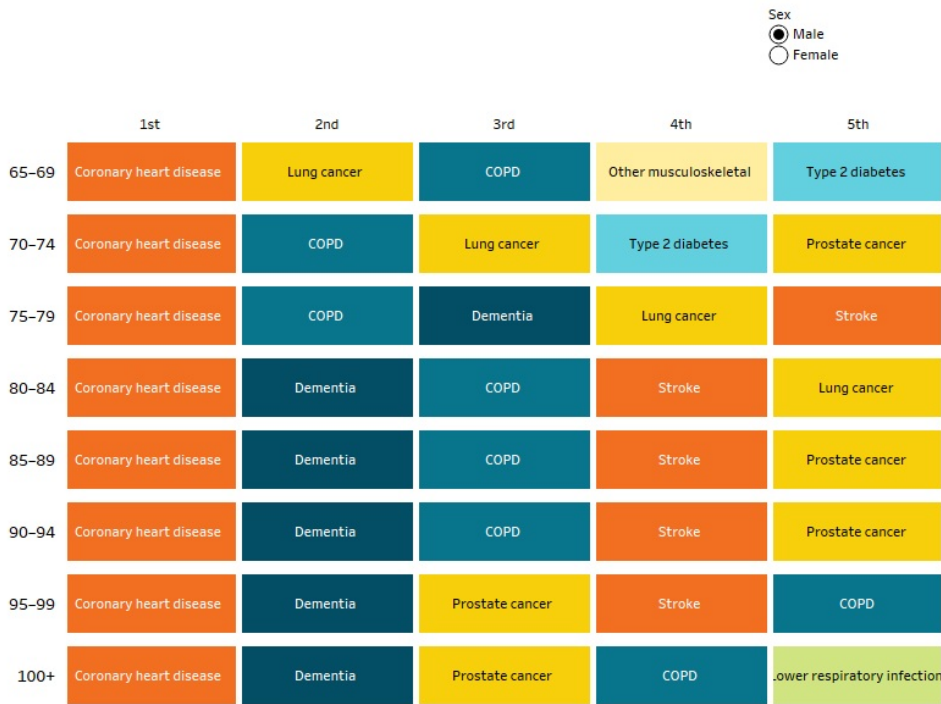 Sex
Male
Female
1st 2nd 3rd 4th 5th
65–69 Coronary heart disease Lung cancer COPD Other musculoskeletal Type 2 diabetes
70–74 Coronary heart disease COPD Lung cancer Type 2 diabetes Prostate cancer
75–79 Coronary heart disease COPD Dementia Lung cancer Stroke
80–84 Coronary heart disease Dementia COPD Stroke Lung cancer
85–89 Coronary heart disease Dementia COPD Stroke Prostate cancer
90–94 Coronary heart disease Dementia COPD Stroke Prostate cancer
95–99 Coronary heart disease Dementia Prostate cancer Stroke COPD
100+ Coronary heart disease Dementia Prostate cancer COPD Lower respiratory infection